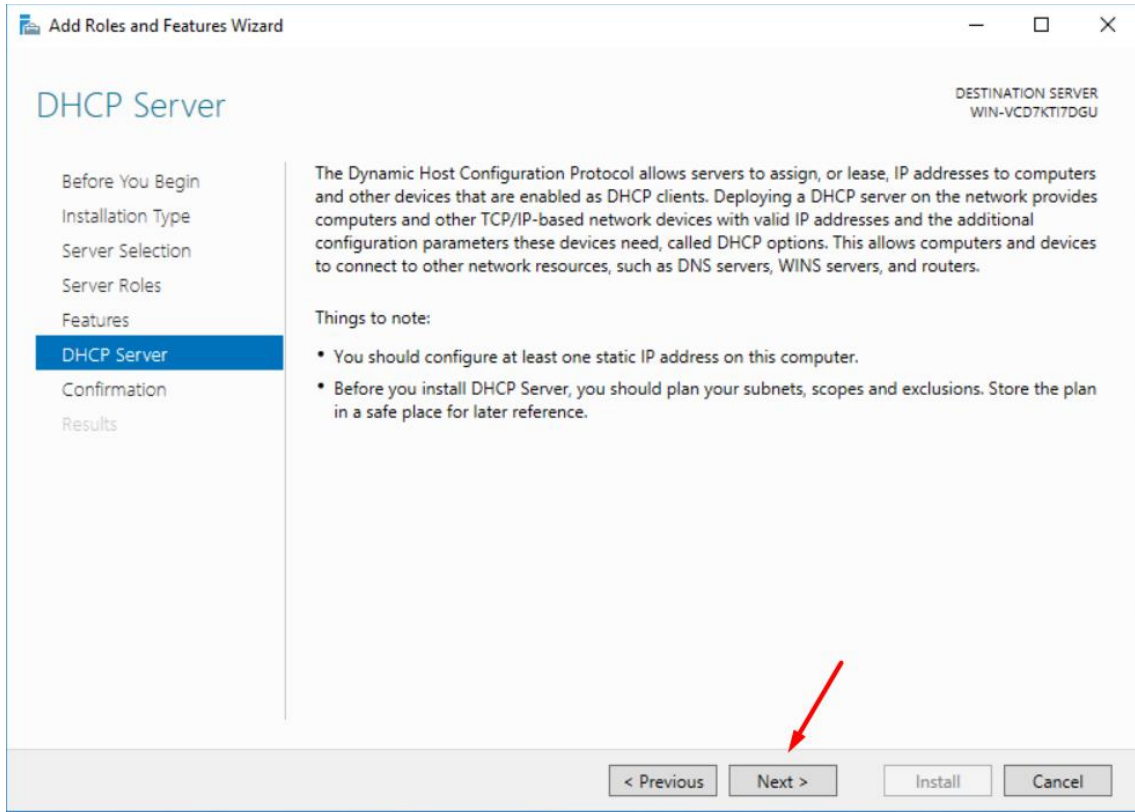 Add Roles and Features Wizard
DHCP Server
DESTINATION SERVER
WIN-VCD7KTI7DGU
Before You Begin
Installation Type
Server Selection
Server Roles
Features
DHCP Server
Confirmation
Results
The Dynamic Host Configuration Protocol allows servers to assign, or lease, IP addresses to computers
and other devices that are enabled as DHCP clients. Deploying a DHCP server on the network provides
computers and other TCP/IP-based network devices with valid IP addresses and the additional
configuration parameters these devices need, called DHCP options. This allows computers and devices
to connect to other network resources, such as DNS servers, WINS servers, and routers.
Things to note:
• You should configure at least one static IP address on this computer.
• Before you install DHCP Server, you should plan your subnets, scopes and exclusions. Store the plan
in a safe place for later reference.
< Previous
Next >
Install
Cancel